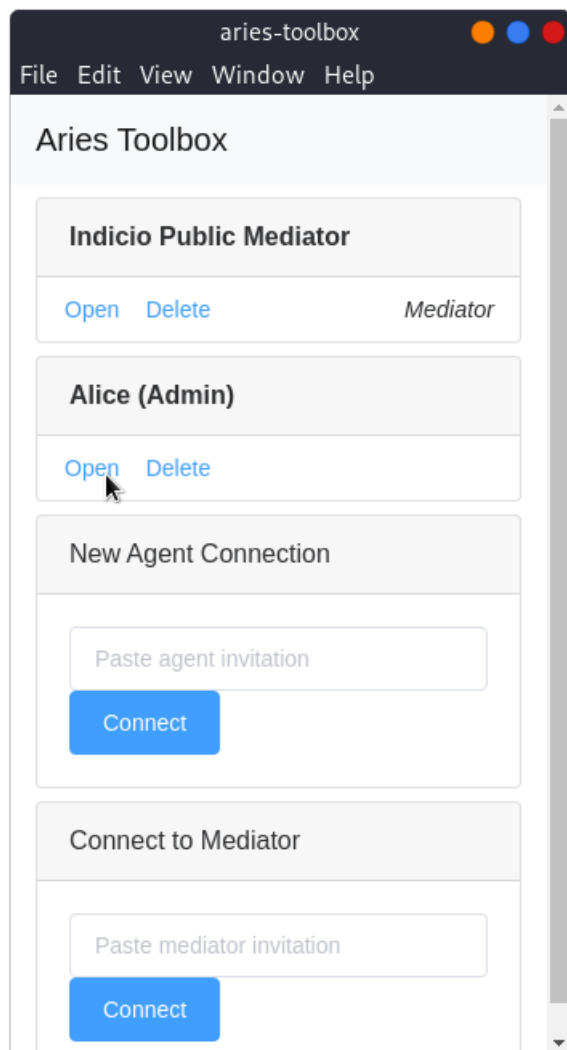 aries-toolbox
File Edit View Window Help
Aries Toolbox
Indicio Public Mediator
Open Delete Mediator
Alice (Admin)
Open Delete
New Agent Connection
Paste agent invitation
Connect
Connect to Mediator
Paste mediator invitation
Connect